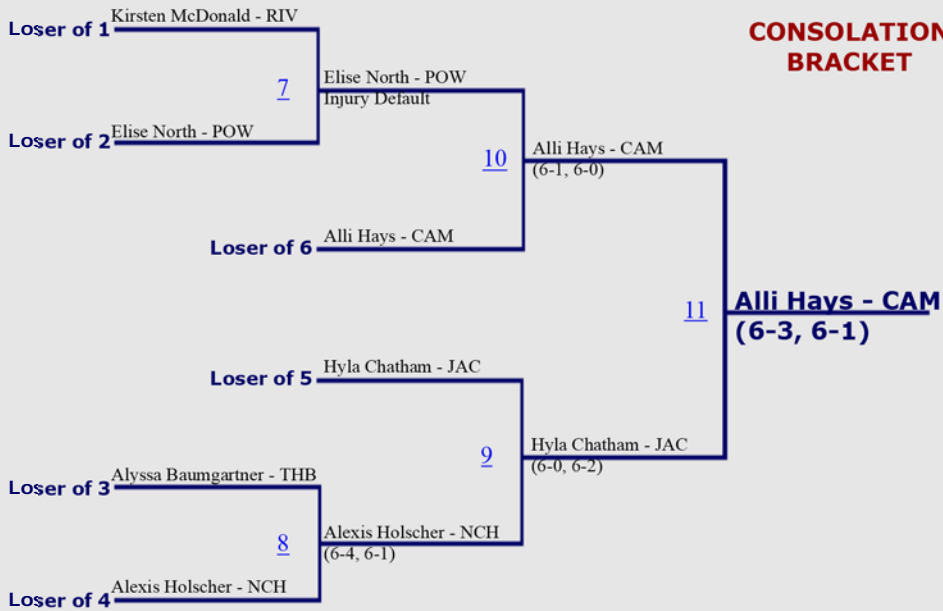 Kirsten McDonald - RIV
Loser of 1
CONSOLATION
BRACKET
7
Elise North - POW
Injury Default
Elise North - POW
Loser of 2
10
Alli Hays - CAM
(6-1, 6-0)
Alli Hays - CAM
Loser of 6
11
Alli Hays - CAM
(6-3, 6-1)
Hyla Chatham - JAC
Loser of 5
9
Hyla Chatham - JAC
(6-0, 6-2)
Alyssa Baumgartner - THB
Loser of 3
8
Alexis Holscher - NCH
(6-4, 6-1)
Alexis Holscher - NCH
Loser of 4